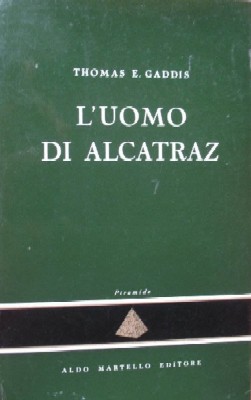 THOMAS E. GADDIS
L'UOMO
DI ALCATRAZ
Piramide
ALDO MARTELLO EDITORE